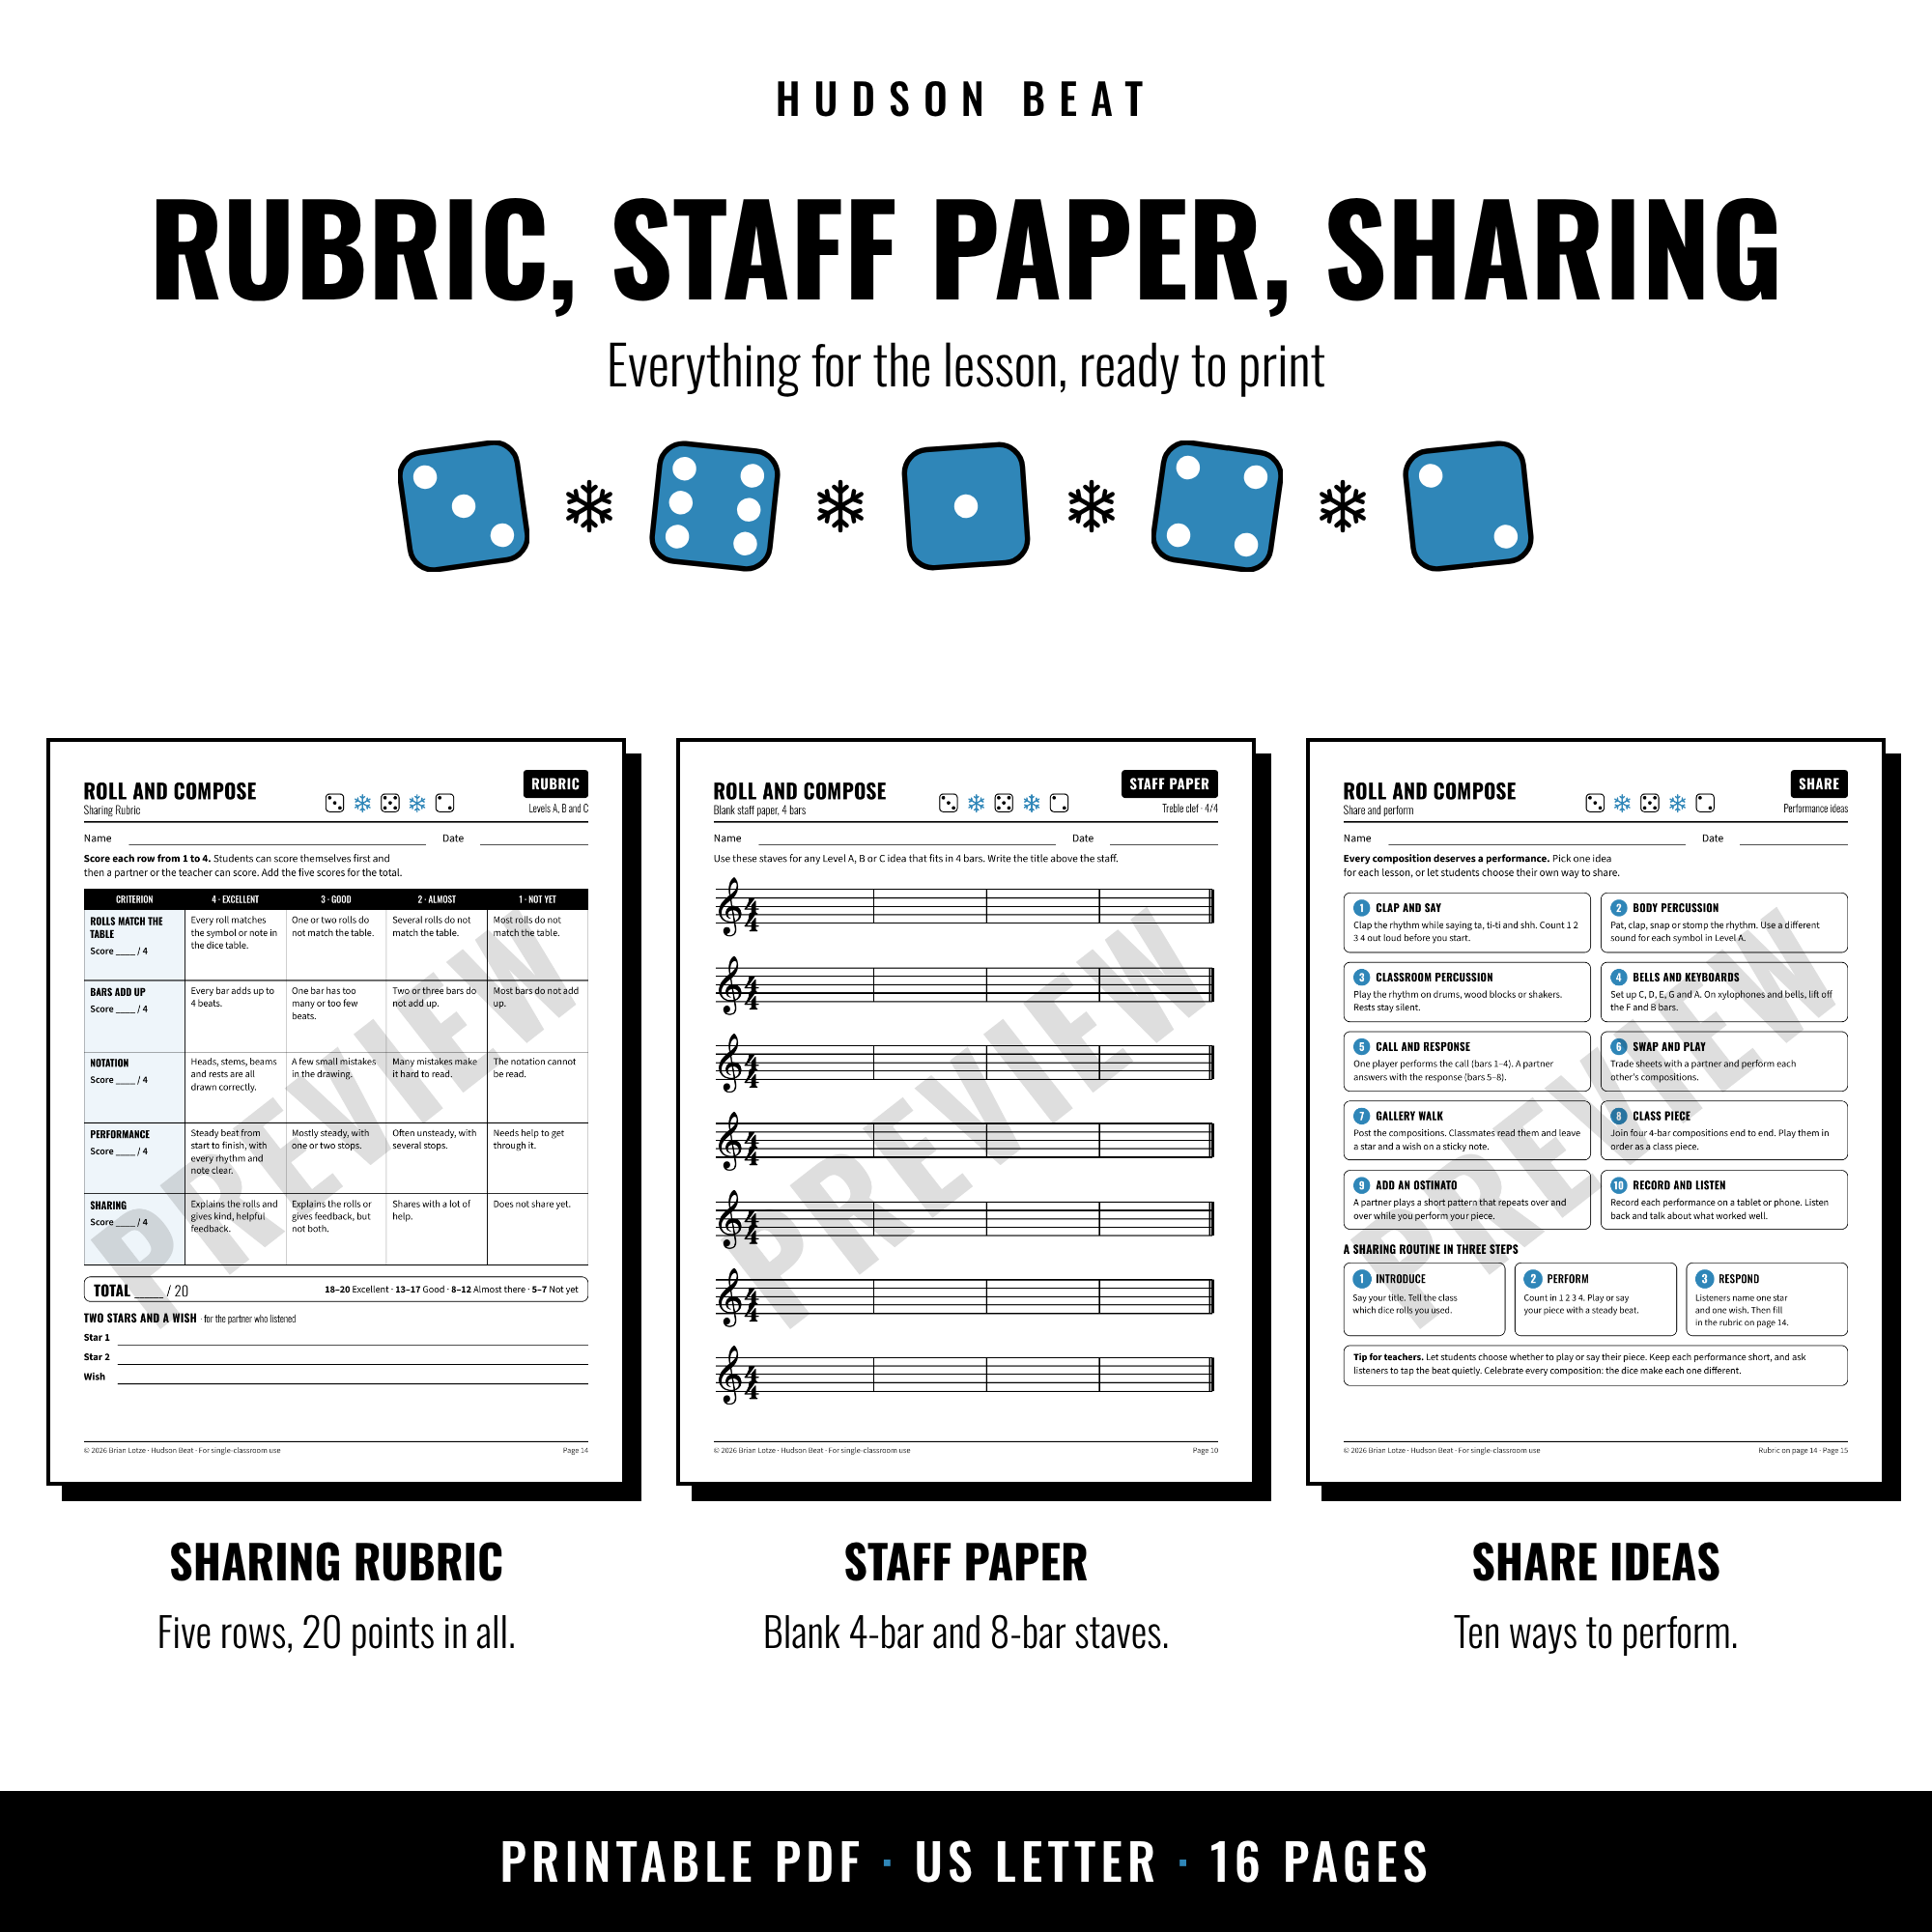 HUDSON BEAT
RUBRIC, STAFF PAPER, SHARING
Everything for the lesson, ready to print
ROLL AND COMPOSE
RUBRIC
Sharing Rubric
Levels A, B and C
Name
Date
Score each row from 1 to 4. Students can score themselves first and
then a partner or the teacher can score. Add the five scores for the total.
CRITERION 4 · EXCELLENT 3 · GOOD 2 · ALMOST 1 · NOT YET
ROLLS MATCH THE
TABLE
Score ____ / 4
Every roll matches
the symbol or note in
the dice table.
One or two rolls do
not match the table.
Several rolls do not
match the table.
Most rolls do not
match the table.
BARS ADD UP
Score ____ / 4
Every bar adds up to
4 beats.
One bar has too
many or too few
beats.
Two or three bars do
not add up.
Most bars do not add
up.
NOTATION
Score ____ / 4
Heads, stems, beams
and rests are all
drawn correctly.
A few small mistakes
in the drawing.
Many mistakes make
it hard to read.
The notation cannot
be read.
PERFORMANCE
Score ____ / 4
Steady beat from
start to finish, with
every rhythm and
note clear.
Mostly steady, with
one or two stops.
Often unsteady, with
several stops.
Needs help to get
through it.
SHARING
Score ____ / 4
Explains the rolls and
gives kind, helpful
feedback.
Explains the rolls or
gives feedback, but
not both.
Shares with a lot of
help.
Does not share yet.
TOTAL ____ / 20
18–20 Excellent · 13–17 Good · 8–12 Almost there · 5–7 Not yet
TWO STARS AND A WISH · for the partner who listened
Star 1
Star 2
Wish
© 2026 Brian Lotze · Hudson Beat · For single-classroom use
Page 14
PREVIEW
ROLL AND COMPOSE
STAFF PAPER
Blank staff paper, 4 bars
Treble clef · 4/4
Name
Date
Use these staves for any Level A, B or C idea that fits in 4 bars. Write the title above the staff.
© 2026 Brian Lotze · Hudson Beat · For single-classroom use
Page 10
PREVIEW
ROLL AND COMPOSE
SHARE
Share and perform
Performance ideas
Name
Date
Every composition deserves a performance. Pick one idea
for each lesson, or let students choose their own way to share.
1 CLAP AND SAY
Clap the rhythm while saying ta, ti-ti and shh. Count 1 2
3 4 out loud before you start.
2 BODY PERCUSSION
Pat, clap, snap or stomp the rhythm. Use a different
sound for each symbol in Level A.
3 CLASSROOM PERCUSSION
Play the rhythm on drums, wood blocks or shakers.
Rests stay silent.
4 BELLS AND KEYBOARDS
Set up C, D, E, G and A. On xylophones and bells, lift off
the F and B bars.
5 CALL AND RESPONSE
One player performs the call (bars 1–4). A partner
answers with the response (bars 5–8).
6 SWAP AND PLAY
Trade sheets with a partner and perform each
other's compositions.
7 GALLERY WALK
Post the compositions. Classmates read them and leave
a star and a wish on a sticky note.
8 CLASS PIECE
Join four 4-bar compositions end to end. Play them in
order as a class piece.
9 ADD AN OSTINATO
A partner plays a short pattern that repeats over and
over while you perform your piece.
10 RECORD AND LISTEN
Record each performance on a tablet or phone. Listen
back and talk about what worked well.
A SHARING ROUTINE IN THREE STEPS
1 INTRODUCE
Say your title. Tell the class
which dice rolls you used.
2 PERFORM
Count in 1 2 3 4. Play or say
your piece with a steady beat.
3 RESPOND
Listeners name one star
and one wish. Then fill
in the rubric on page 14.
Tip for teachers. Let students choose whether to play or say their piece. Keep each performance short, and ask
listeners to tap the beat quietly. Celebrate every composition: the dice make each one different.
© 2026 Brian Lotze · Hudson Beat · For single-classroom use
Rubric on page 14 · Page 15
PREVIEW
SHARING RUBRIC
Five rows, 20 points in all.
STAFF PAPER
Blank 4-bar and 8-bar staves.
SHARE IDEAS
Ten ways to perform.
PRINTABLE PDF · US LETTER · 16 PAGES